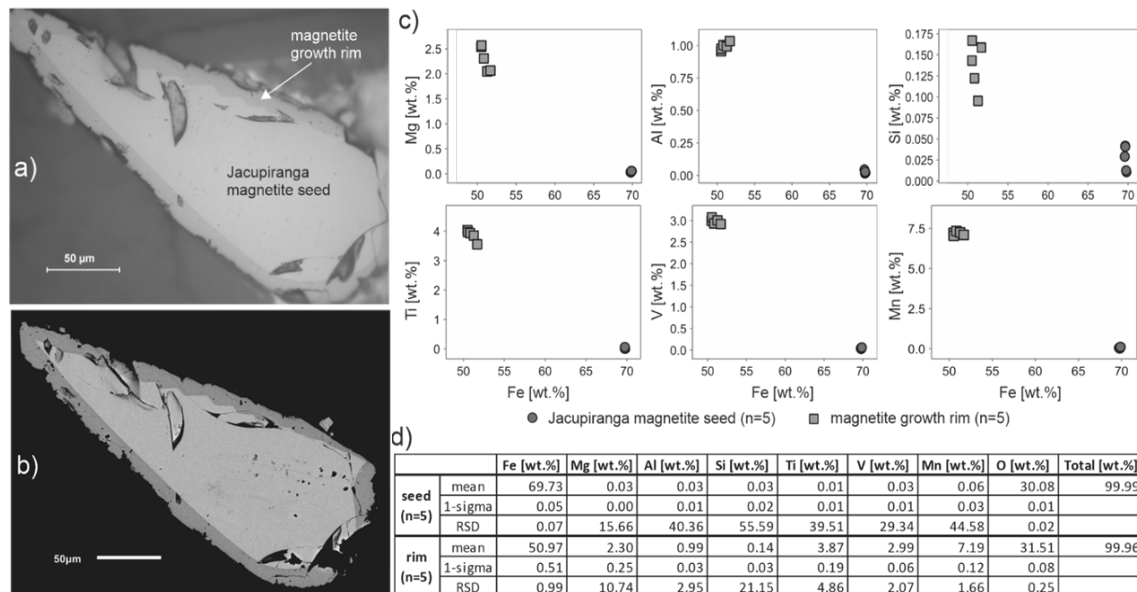 a)
magnetite
growth rim
Jacupiranga
magnetite seed
50 µm
b)
50µm
c)
Mg [wt.%]
2.5
2.0
1.5
1.0
0.5
0.0
50 55 60 65 70
Al [wt.%]
1.00
0.75
0.50
0.25
0.00
50 55 60 65 70
Si [wt.%]
0.175
0.150
0.125
0.100
0.075
0.050
0.025
0.000
50 55 60 65 70
Ti [wt.%]
4
3
2
1
0
50 55 60 65 70
Fe [wt.%]
V [wt.%]
3.0
2.5
2.0
1.5
1.0
0.5
0.0
50 55 60 65 70
Fe [wt.%]
Mn [wt.%]
7.5
5.0
2.5
0
50 55 60 65 70
Fe [wt.%]
Jacupiranga magnetite seed (n=5) magnetite growth rim (n=5)
d)
Fe [wt.%] Mg [wt.%] Al [wt.%] Si [wt.%] Ti [wt.%] V [wt.%] Mn [wt.%] O [wt.%] Total [wt.%]
seed (n=5) mean 69.73 0.03 0.03 0.03 0.01 0.03 0.06 30.08 99.99
1-sigma 0.05 0.00 0.01 0.02 0.01 0.01 0.03 0.01
RSD 0.07 15.66 40.36 55.59 39.51 29.34 44.58 0.02
rim (n=5) mean 50.97 2.30 0.99 0.14 3.87 2.99 7.19 31.51 99.96
1-sigma 0.51 0.25 0.03 0.03 0.19 0.06 0.12 0.08
RSD 0.99 10.74 2.95 21.15 4.86 2.07 1.66 0.25